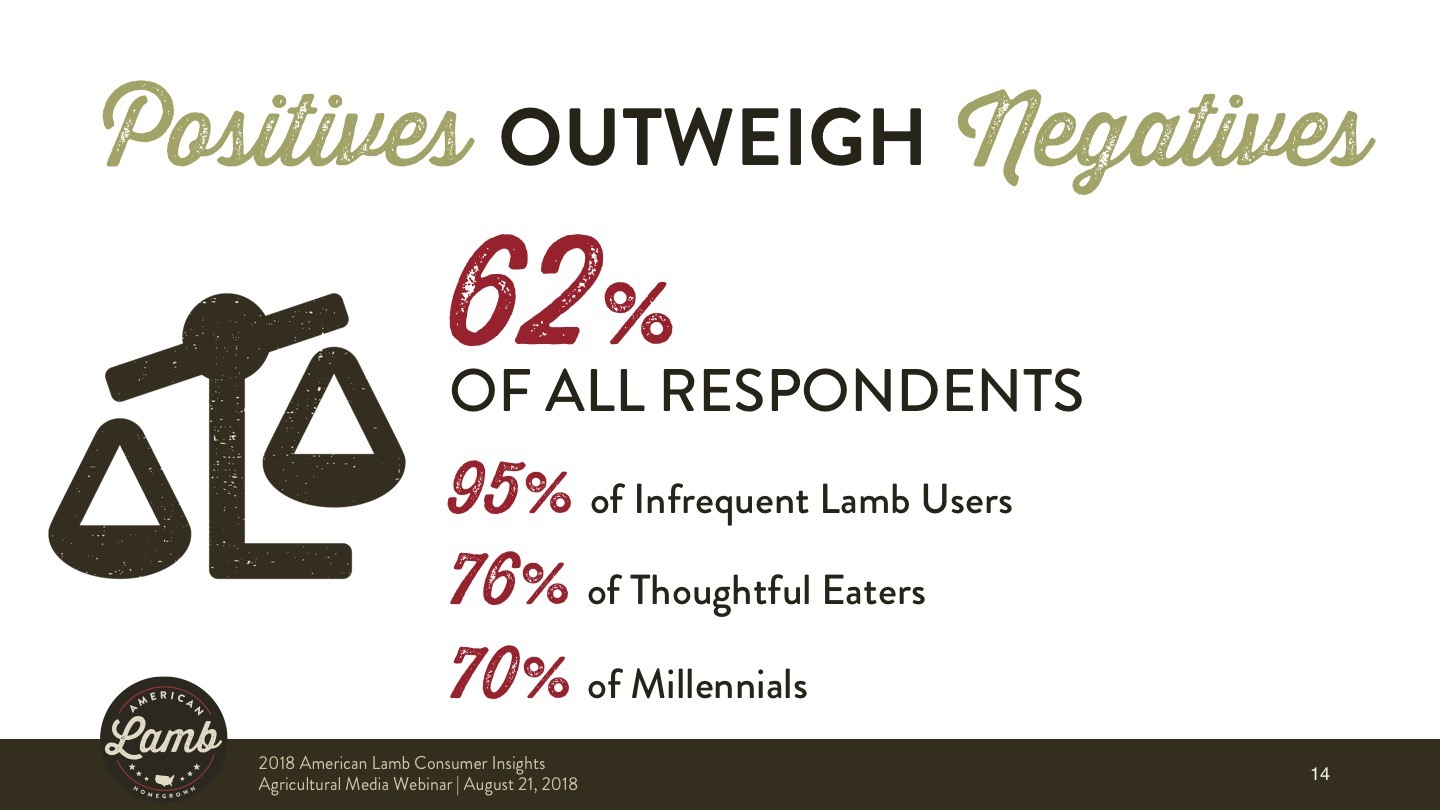 Positives OUTWEIGH Negatives
62%
OF ALL RESPONDENTS
95% of Infrequent Lamb Users
76% of Thoughtful Eaters
70% of Millennials
AMERICAN
Lamb
HOMEGROWN
2018 American Lamb Consumer Insights
Agricultural Media Webinar | August 21, 2018
14